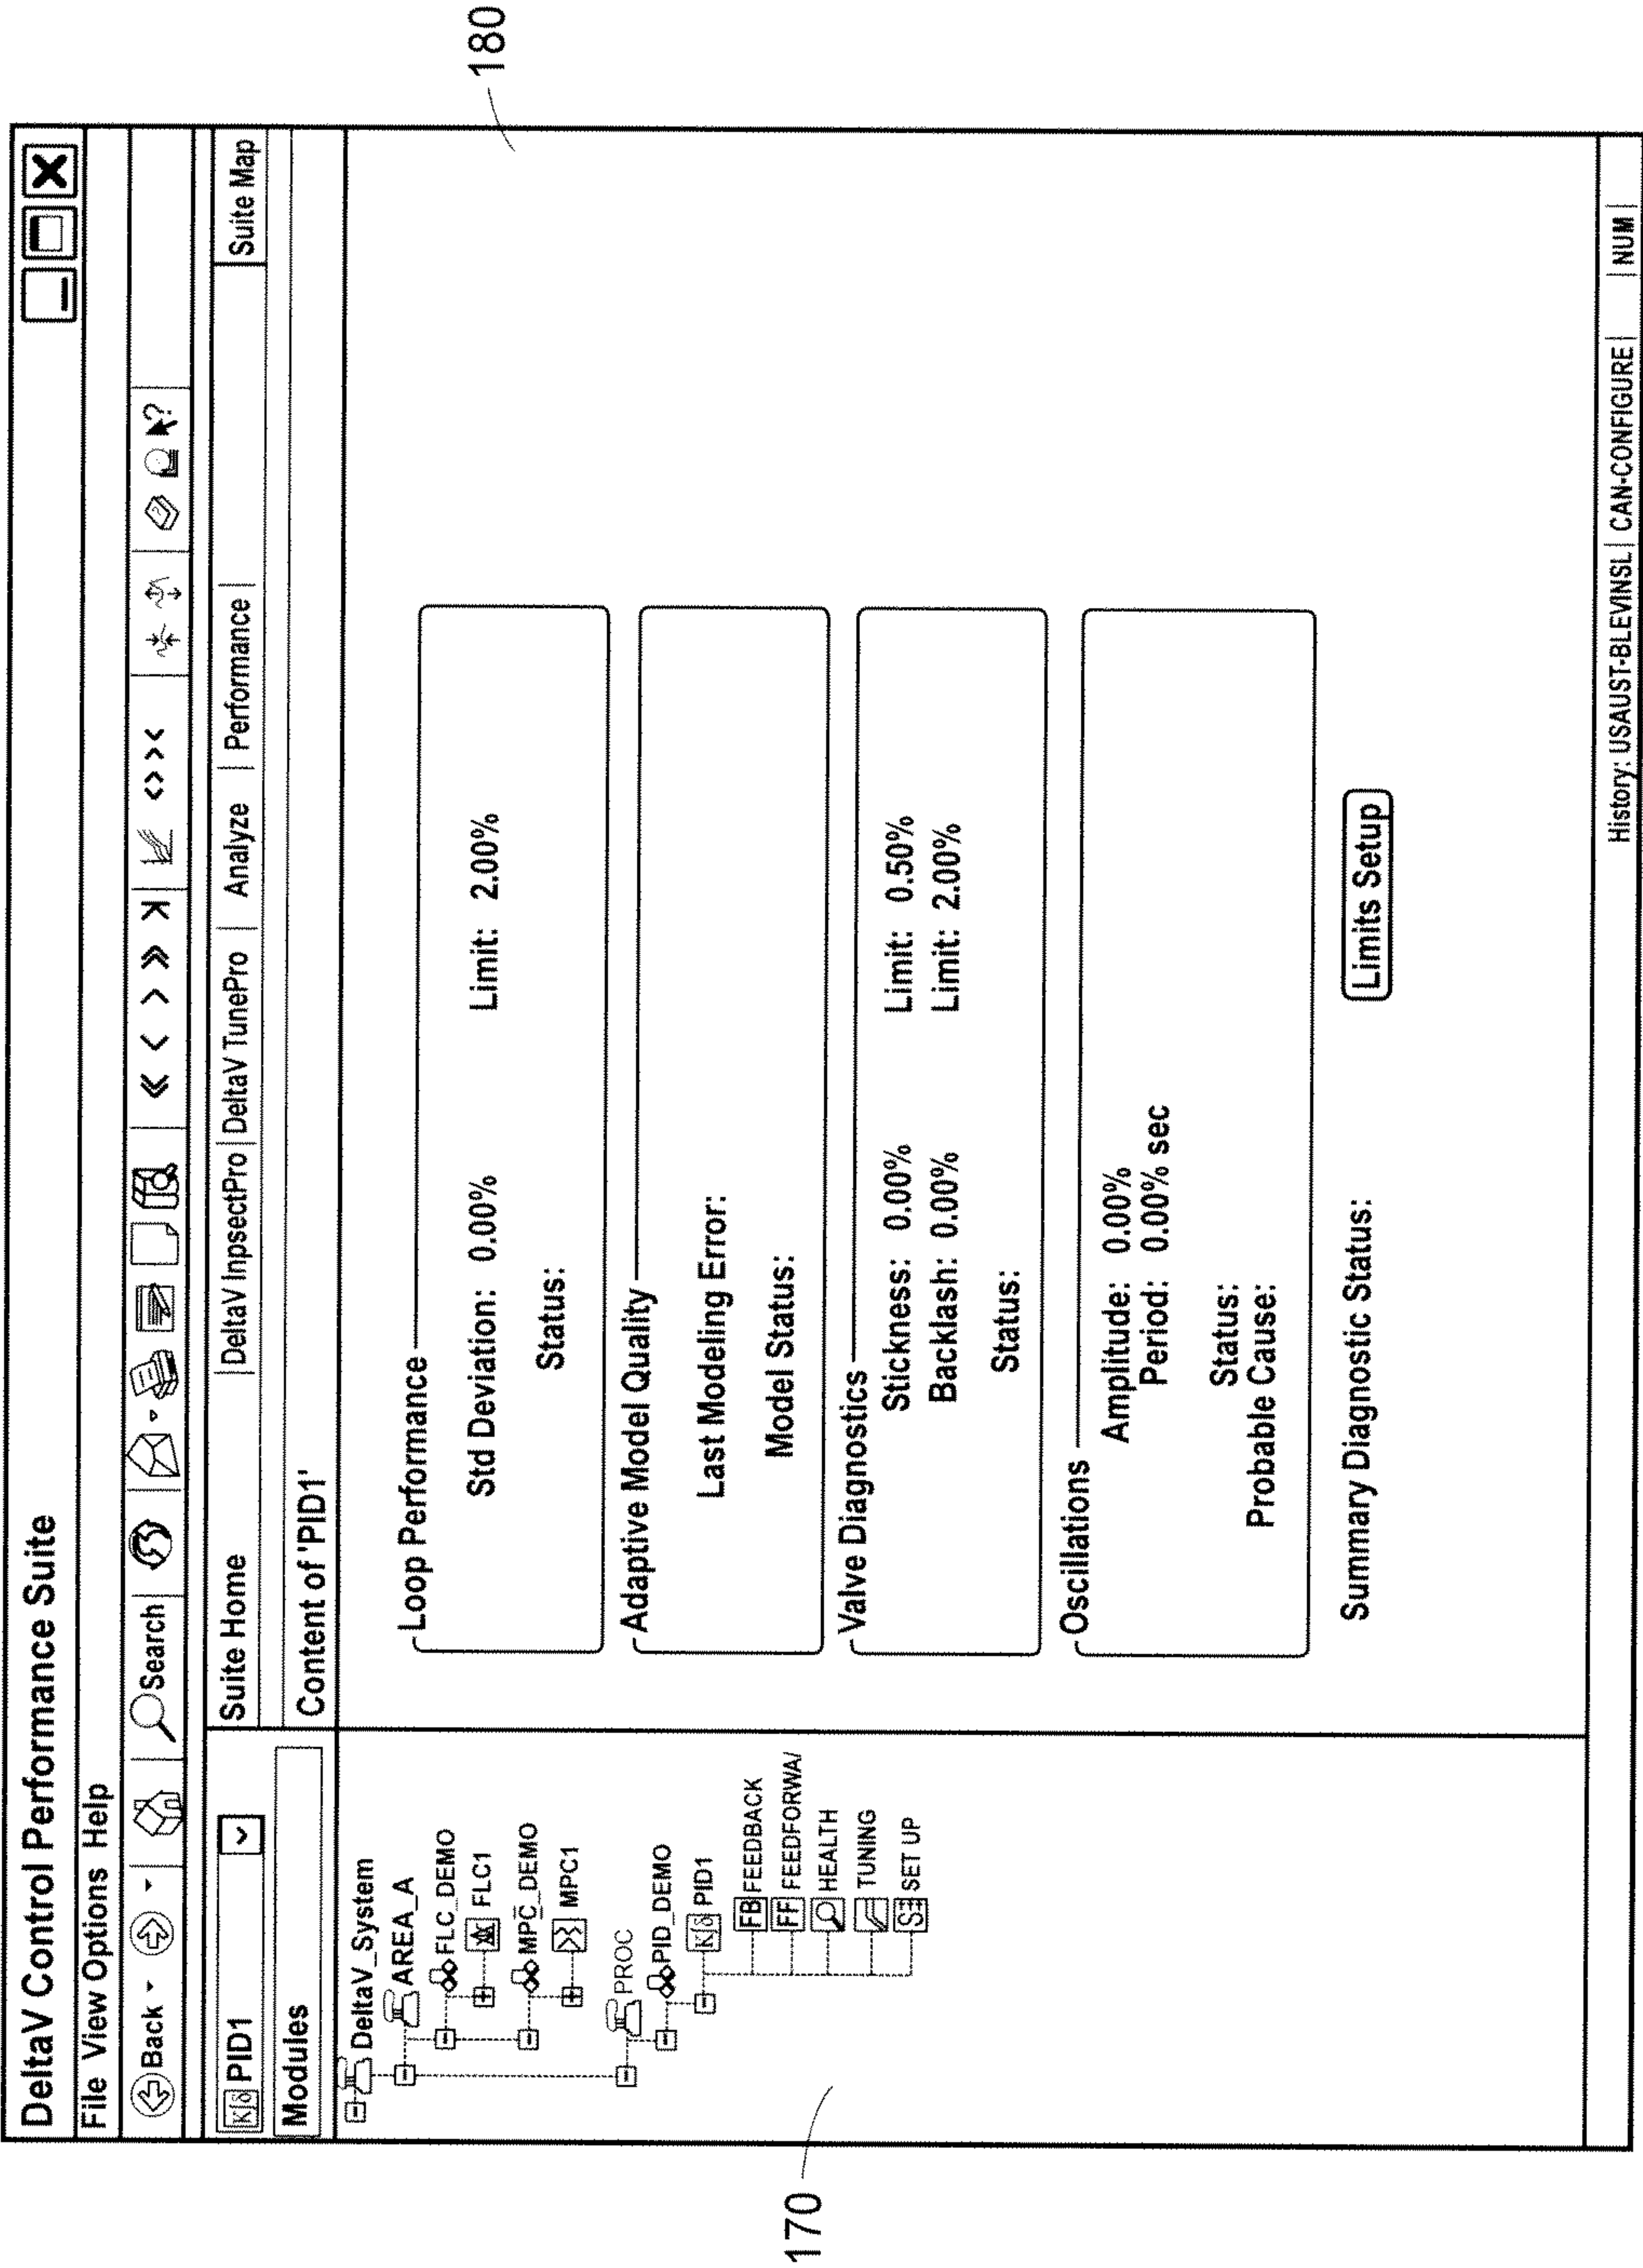 DeltaV Control Performance Suite
File View Options Help
Back Search
PID1
Suite Home DeltaV InpsectPro DeltaV TunePro Analyze Performance Suite Map
Modules
Content of 'PID1'
DeltaV_System
AREA_A
FLC_DEMO
FLC1
MPC_DEMO
MPC1
PROC
PID_DEMO
K∫δ PID1
FB FEEDBACK
FF FEEDFORWA/
HEALTH
TUNING
SET UP
170
180
Loop Performance
Std Deviation: 0.00% Limit: 2.00%
Status:
Adaptive Model Quality
Last Modeling Error:
Model Status:
Valve Diagnostics
Stickness: 0.00% Limit: 0.50%
Backlash: 0.00% Limit: 2.00%
Status:
Oscillations
Amplitude: 0.00%
Period: 0.00% sec
Status:
Probable Cause:
Summary Diagnostic Status: Limits Setup
History: USAUST-BLEVINSL CAN-CONFIGURE NUM